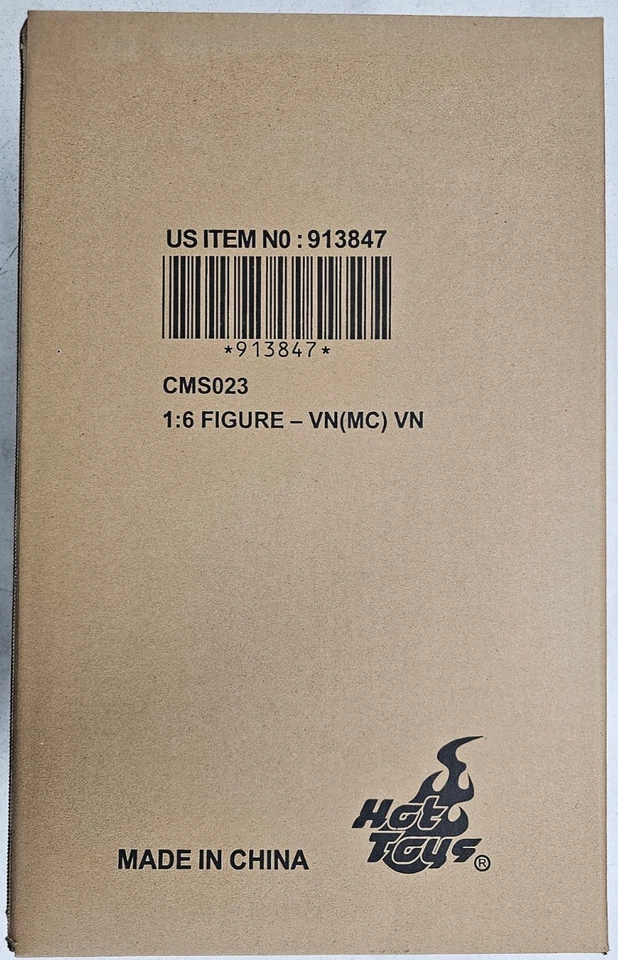 US ITEM N0 : 913847
*913847*
CMS023
1:6 FIGURE – VN(MC) VN
Hot
Toys®
MADE IN CHINA